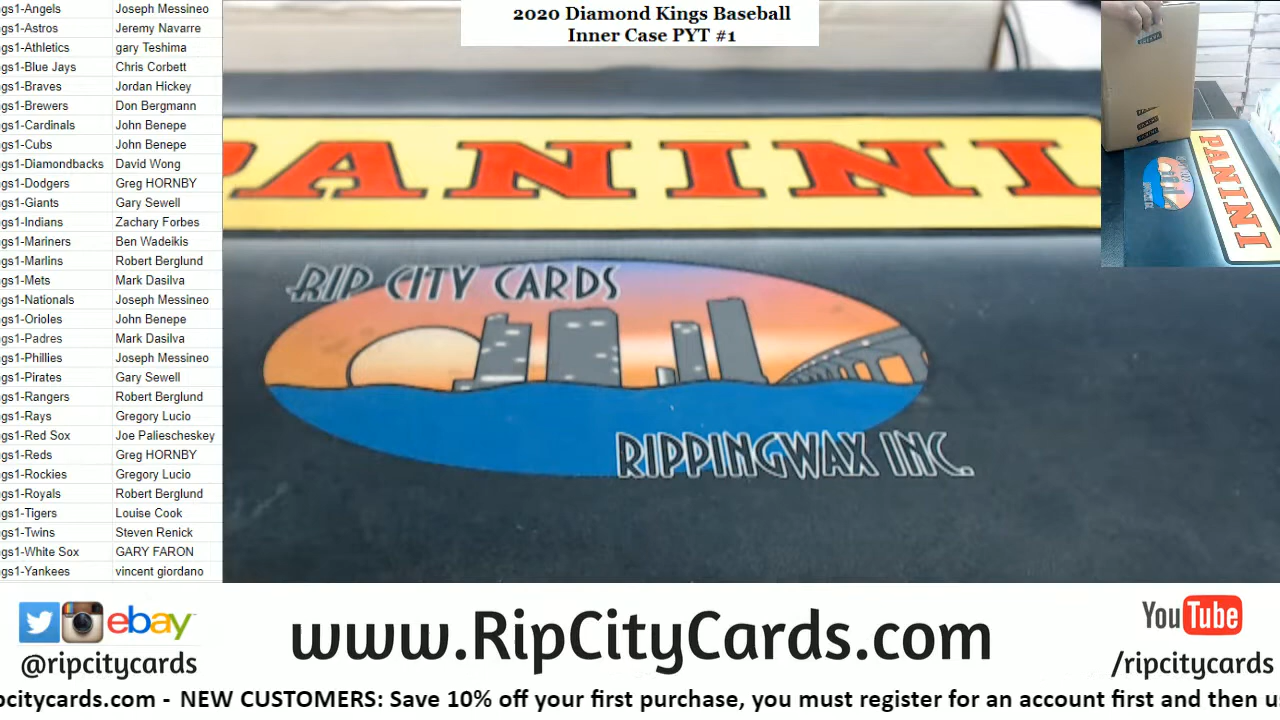 2020 Diamond Kings Baseball
Inner Case PYT #1
gs1-Angels Joseph Messineo
gs1-Astros Jeremy Navarre
gs1-Athletics gary Teshima
gs1-Blue Jays Chris Corbett
gs1-Braves Jordan Hickey
gs1-Brewers Don Bergmann
gs1-Cardinals John Benepe
gs1-Cubs John Benepe
gs1-Diamondbacks David Wong
gs1-Dodgers Greg HORNBY
gs1-Giants Gary Sewell
gs1-Indians Zachary Forbes
gs1-Mariners Ben Wadeikis
gs1-Marlins Robert Berglund
gs1-Mets Mark Dasilva
gs1-Nationals Joseph Messineo
gs1-Orioles John Benepe
gs1-Padres Mark Dasilva
gs1-Phillies Joseph Messineo
gs1-Pirates Gary Sewell
gs1-Rangers Robert Berglund
gs1-Rays Gregory Lucio
gs1-Red Sox Joe Paliescheskey
gs1-Reds Greg HORNBY
gs1-Rockies Gregory Lucio
gs1-Royals Robert Berglund
gs1-Tigers Louise Cook
gs1-Twins Steven Renick
gs1-White Sox GARY FARON
gs1-Yankees vincent giordano
PANINI
RIP CITY CARDS
RIPPINGWAX INC.
PANINI
ebay
@ripcitycards
www.RipCityCards.com
YouTube
/ripcitycards
pcitycards.com - NEW CUSTOMERS: Save 10% off your first purchase, you must register for an account first and then u